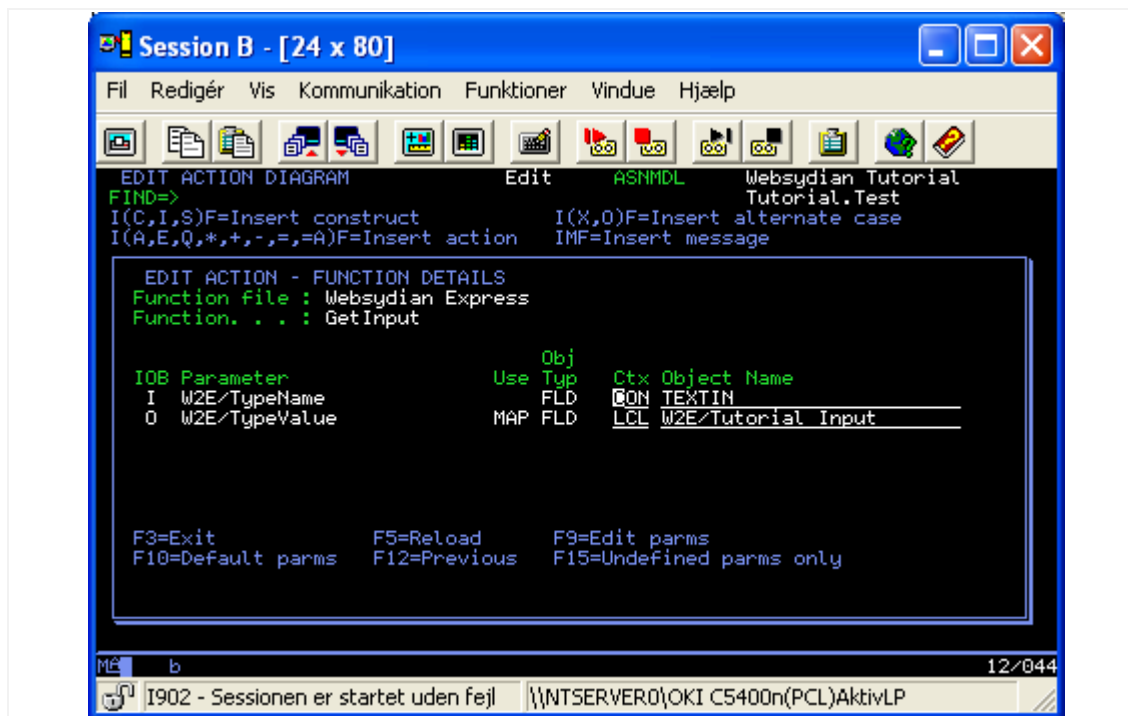 Session B - [24 x 80]
Fil Redigér Vis Kommunikation Funktioner Vindue Hjælp
EDIT ACTION DIAGRAM Edit ASNMDL Websydian Tutorial
FIND=> Tutorial.Test
I(C,I,S)F=Insert construct I(X,O)F=Insert alternate case
I(A,E,Q,*,+,-,=,=A)F=Insert action IMF=Insert message
EDIT ACTION - FUNCTION DETAILS
Function file : Websydian Express
Function. . . : GetInput
Obj
IOB Parameter Use Typ Ctx Object Name
I W2E/TypeName FLD CON TEXTIN
O W2E/TypeValue MAP FLD LCL W2E/Tutorial Input
F3=Exit F5=Reload F9=Edit parms
F10=Default parms F12=Previous F15=Undefined parms only
MA b 12/044
I902 - Sessionen er startet uden fejl \\NTSERVER0\OKI C5400n(PCL)AktivLP